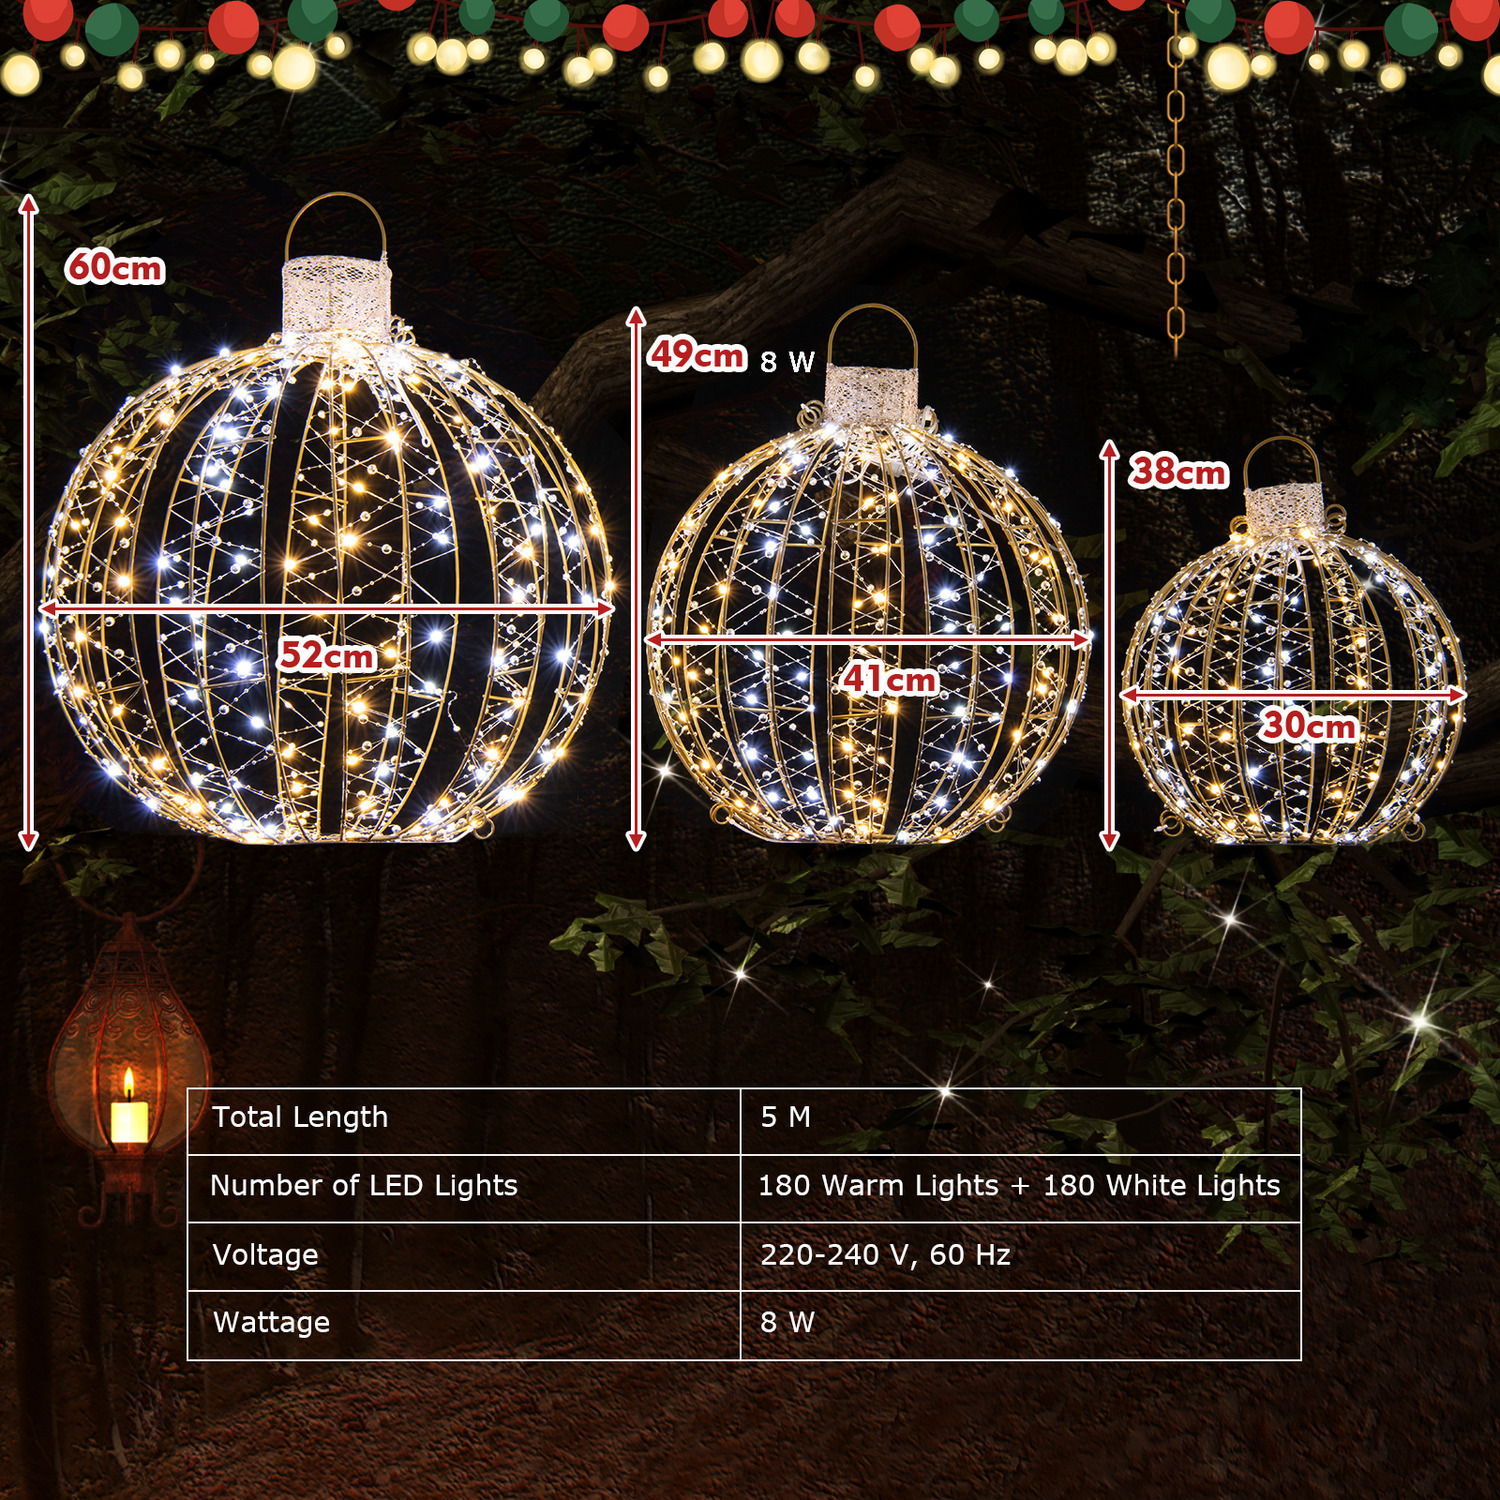 60cm
49cm 8 W
38cm
52cm
41cm
30cm
Total Length 5 M
Number of LED Lights 180 Warm Lights + 180 White Lights
Voltage 220-240 V, 60 Hz
Wattage 8 W